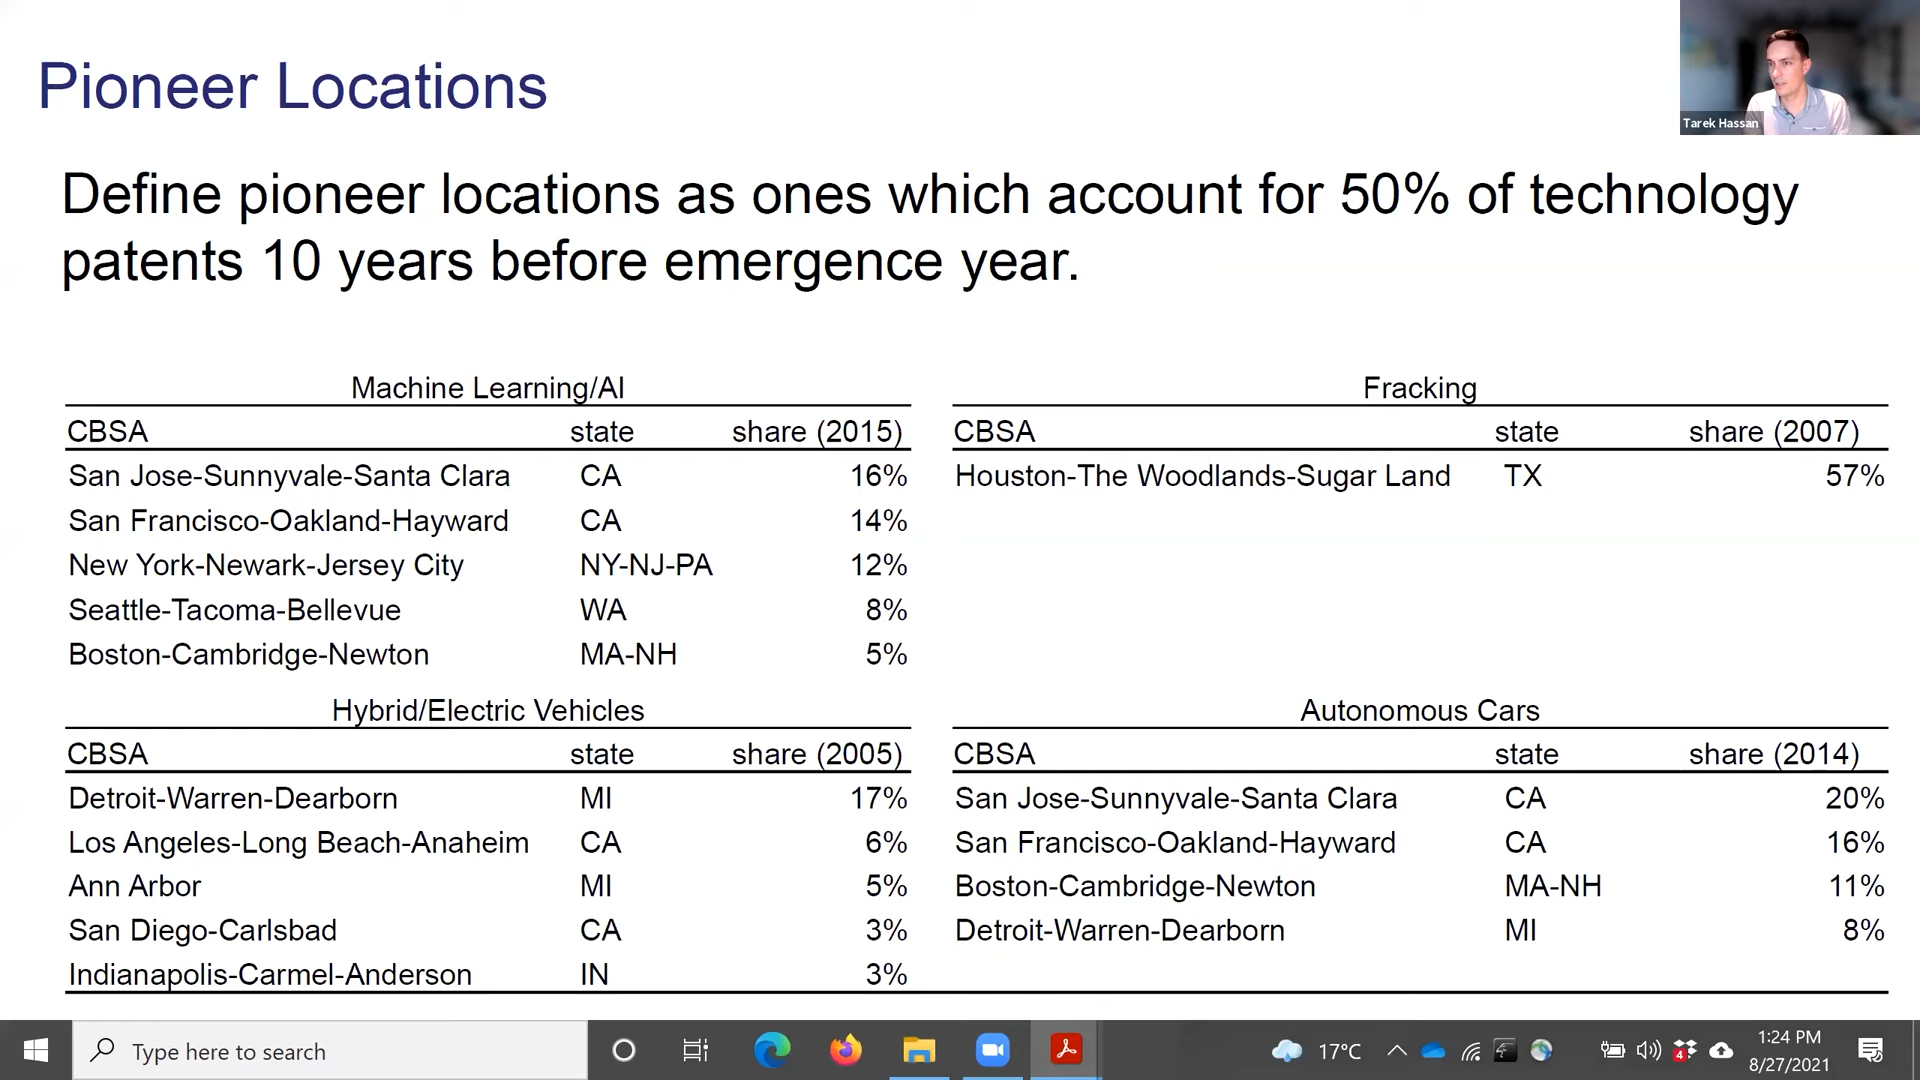 Pioneer Locations
Tarek Hassan
Define pioneer locations as ones which account for 50% of technology
patents 10 years before emergence year.
Machine Learning/AI
CBSA state share (2015)
San Jose-Sunnyvale-Santa Clara CA 16%
San Francisco-Oakland-Hayward CA 14%
New York-Newark-Jersey City NY-NJ-PA 12%
Seattle-Tacoma-Bellevue WA 8%
Boston-Cambridge-Newton MA-NH 5%
Fracking
CBSA state share (2007)
Houston-The Woodlands-Sugar Land TX 57%
Hybrid/Electric Vehicles
CBSA state share (2005)
Detroit-Warren-Dearborn MI 17%
Los Angeles-Long Beach-Anaheim CA 6%
Ann Arbor MI 5%
San Diego-Carlsbad CA 3%
Indianapolis-Carmel-Anderson IN 3%
Autonomous Cars
CBSA state share (2014)
San Jose-Sunnyvale-Santa Clara CA 20%
San Francisco-Oakland-Hayward CA 16%
Boston-Cambridge-Newton MA-NH 11%
Detroit-Warren-Dearborn MI 8%
Type here to search
17°C
4
1:24 PM
8/27/2021